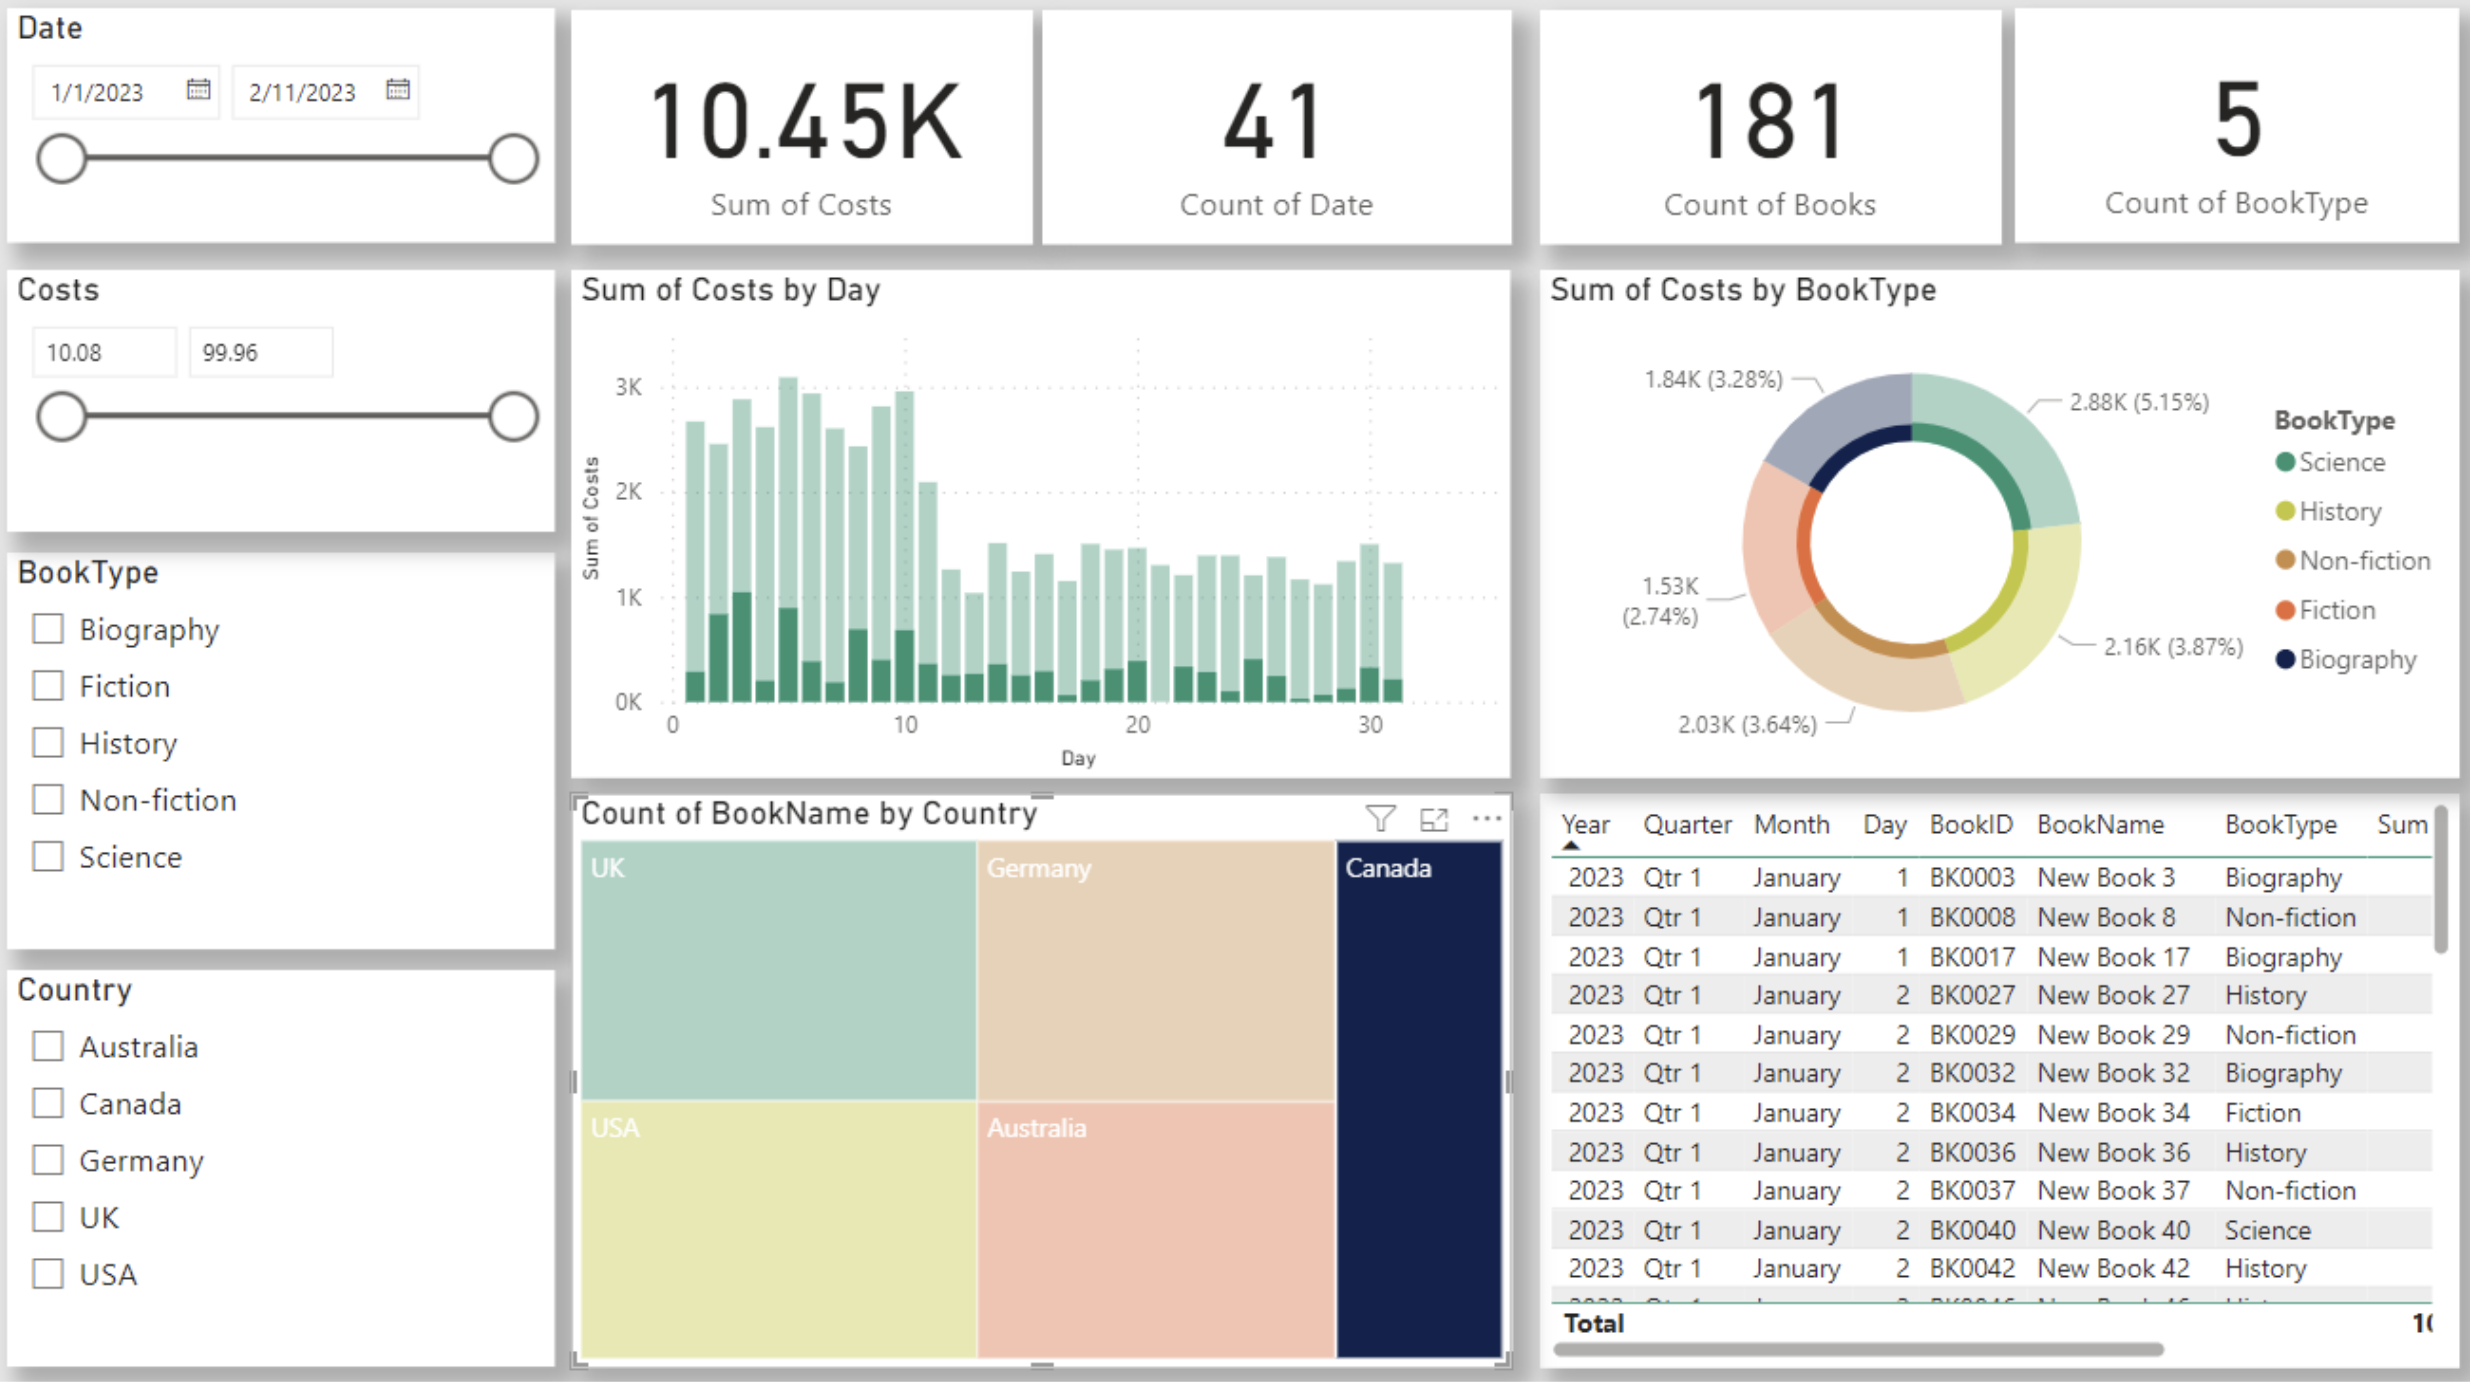 Date
1/1/2023 2/11/2023
10.45K
Sum of Costs
41
Count of Date
181
Count of Books
5
Count of BookType
Costs
10.08 99.96
BookType
Biography
Fiction
History
Non-fiction
Science
Country
Australia
Canada
Germany
UK
USA
Sum of Costs by Day
Sum of Costs
3K
2K
1K
0K
0 10 20 30
Day
Sum of Costs by BookType
1.84K (3.28%)
2.88K (5.15%)
1.53K
(2.74%)
2.16K (3.87%)
2.03K (3.64%)
BookType
Science
History
Non-fiction
Fiction
Biography
Count of BookName by Country
UK
Germany
Canada
USA
Australia
Year Quarter Month Day BookID BookName BookType Sum
2023 Qtr 1 January 1 BK0003 New Book 3 Biography
2023 Qtr 1 January 1 BK0008 New Book 8 Non-fiction
2023 Qtr 1 January 1 BK0017 New Book 17 Biography
2023 Qtr 1 January 2 BK0027 New Book 27 History
2023 Qtr 1 January 2 BK0029 New Book 29 Non-fiction
2023 Qtr 1 January 2 BK0032 New Book 32 Biography
2023 Qtr 1 January 2 BK0034 New Book 34 Fiction
2023 Qtr 1 January 2 BK0036 New Book 36 History
2023 Qtr 1 January 2 BK0037 New Book 37 Non-fiction
2023 Qtr 1 January 2 BK0040 New Book 40 Science
2023 Qtr 1 January 2 BK0042 New Book 42 History
Total